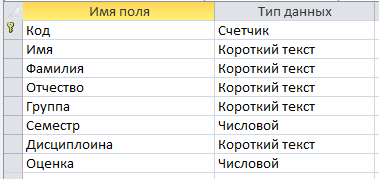 Имя поля Тип данных
Код Счетчик
Имя Короткий текст
Фамилия Короткий текст
Отчество Короткий текст
Группа Короткий текст
Семестр Числовой
Дисциплоина Короткий текст
Оценка Числовой